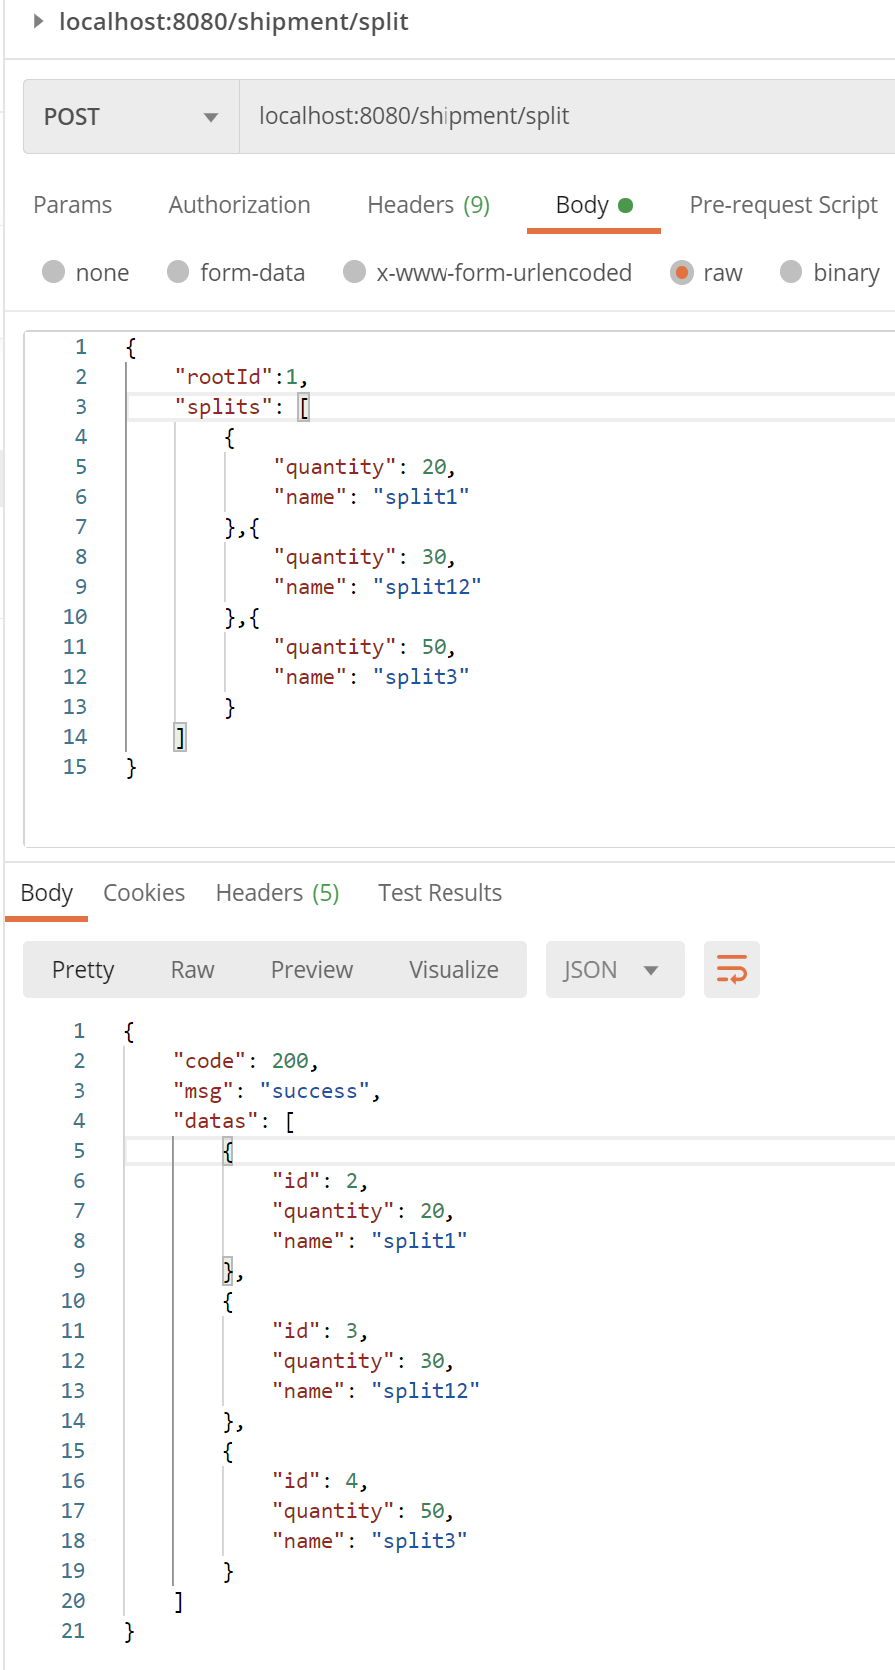 localhost:8080/shipment/split
POST localhost:8080/shipment/split
Params Authorization Headers (9) Body Pre-request Script
none form-data x-www-form-urlencoded raw binary
1 {
2 "rootId":1,
3 "splits": [
4 {
5 "quantity": 20,
6 "name": "split1"
7 },{
8 "quantity": 30,
9 "name": "split12"
10 },{
11 "quantity": 50,
12 "name": "split3"
13 }
14 ]
15 }
Body Cookies Headers (5) Test Results
Pretty Raw Preview Visualize JSON
1 {
2 "code": 200,
3 "msg": "success",
4 "datas": [
5 {
6 "id": 2,
7 "quantity": 20,
8 "name": "split1"
9 },
10 {
11 "id": 3,
12 "quantity": 30,
13 "name": "split12"
14 },
15 {
16 "id": 4,
17 "quantity": 50,
18 "name": "split3"
19 }
20 ]
21 }